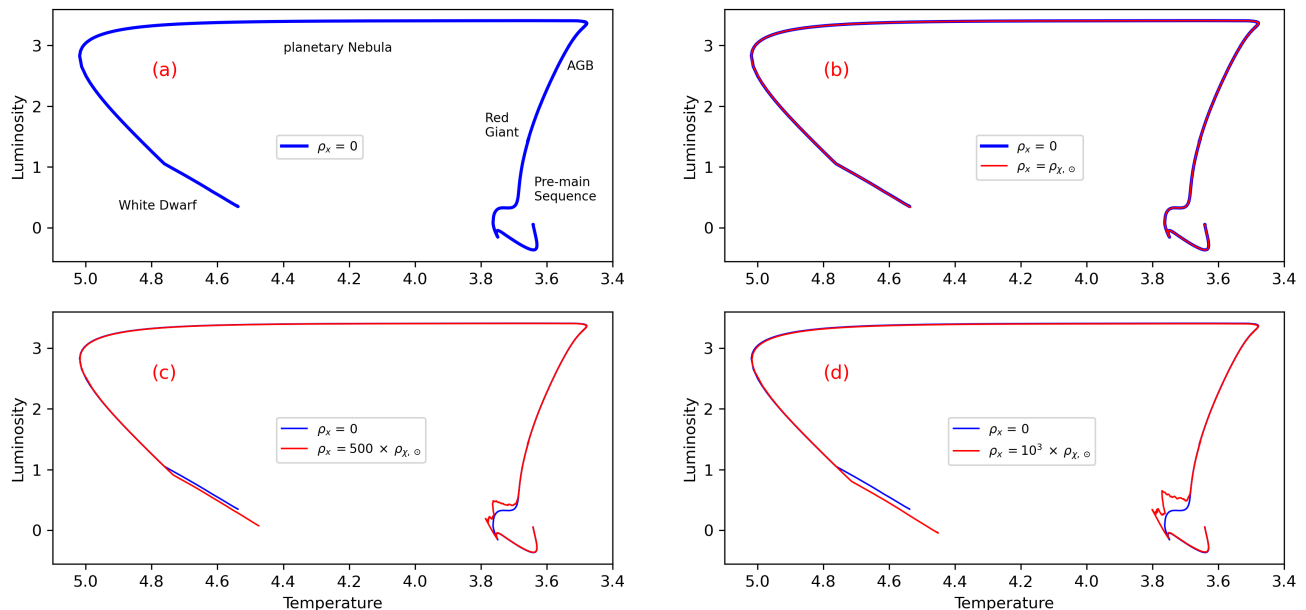 (a)
planetary Nebula
AGB
Red
Giant
ρₓ = 0
Pre-main
Sequence
White Dwarf
Luminosity
3
2
1
0
5.0 4.8 4.6 4.4 4.2 4.0 3.8 3.6 3.4
(b)
ρₓ = 0
ρₓ = ρ_{χ, ⊙}
Luminosity
3
2
1
0
5.0 4.8 4.6 4.4 4.2 4.0 3.8 3.6 3.4
(c)
ρₓ = 0
ρₓ = 500 × ρ_{χ, ⊙}
Luminosity
3
2
1
0
5.0 4.8 4.6 4.4 4.2 4.0 3.8 3.6 3.4
Temperature
(d)
ρₓ = 0
ρₓ = 10³ × ρ_{χ, ⊙}
Luminosity
3
2
1
0
5.0 4.8 4.6 4.4 4.2 4.0 3.8 3.6 3.4
Temperature